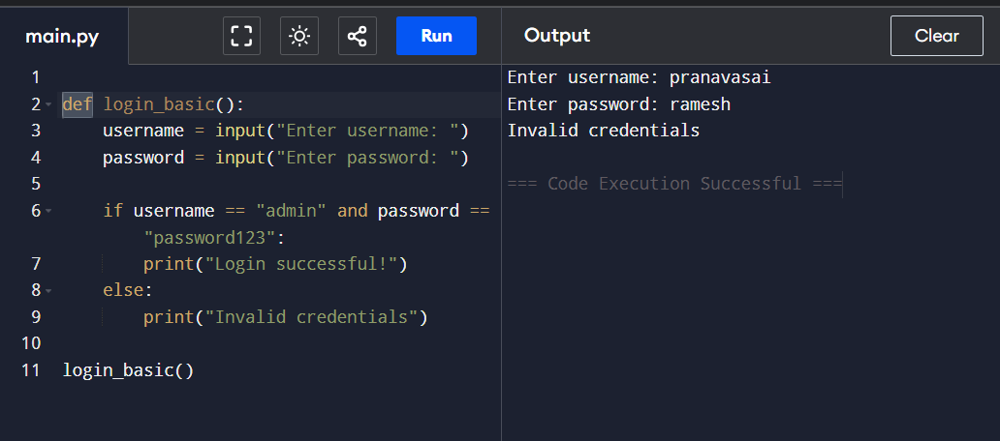 main.py
Run
1
2 def login_basic():
3     username = input("Enter username: ")
4     password = input("Enter password: ")
5
6     if username == "admin" and password ==
        "password123":
7         print("Login successful!")
8     else:
9         print("Invalid credentials")
10
11 login_basic()
Output
Clear
Enter username: pranavasai
Enter password: ramesh
Invalid credentials
=== Code Execution Successful ===